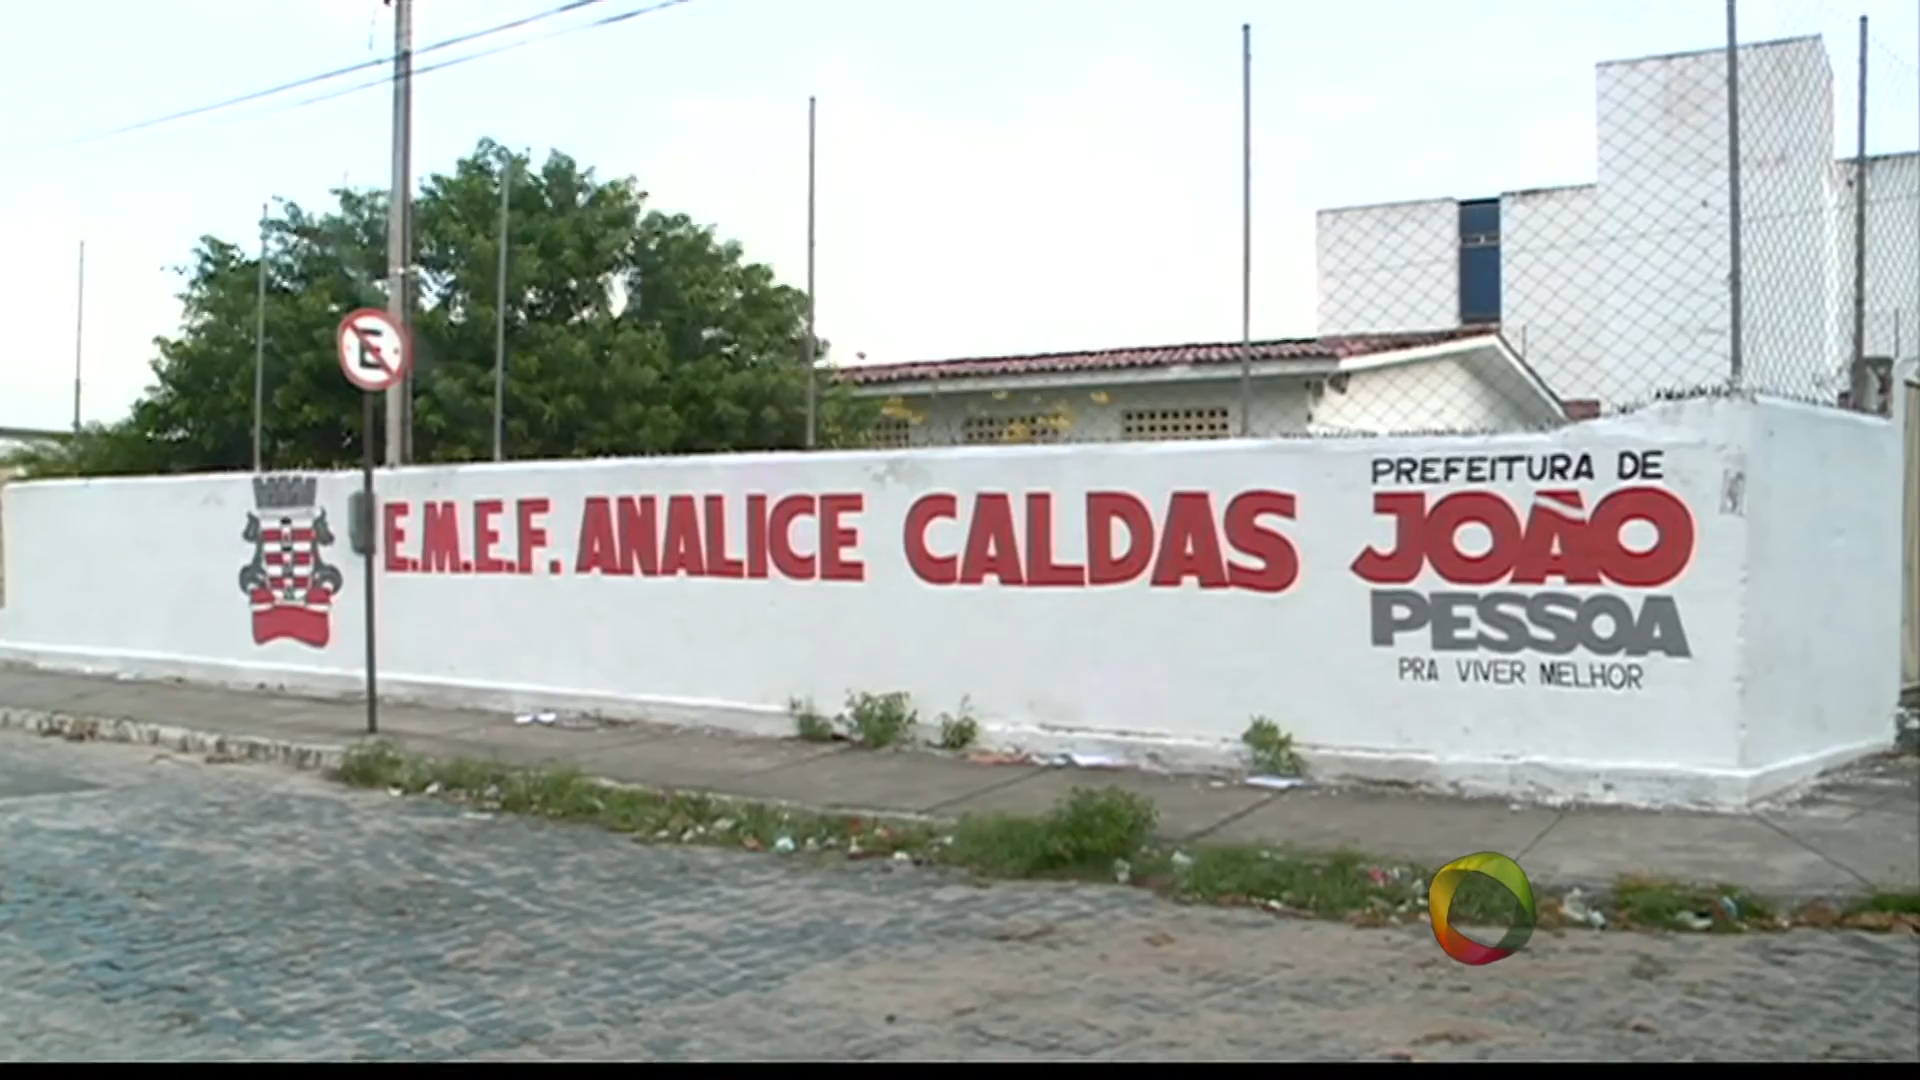 E
E.M.E.F. ANALICE CALDAS
PREFEITURA DE
JOÃO
PESSOA
PRA VIVER MELHOR